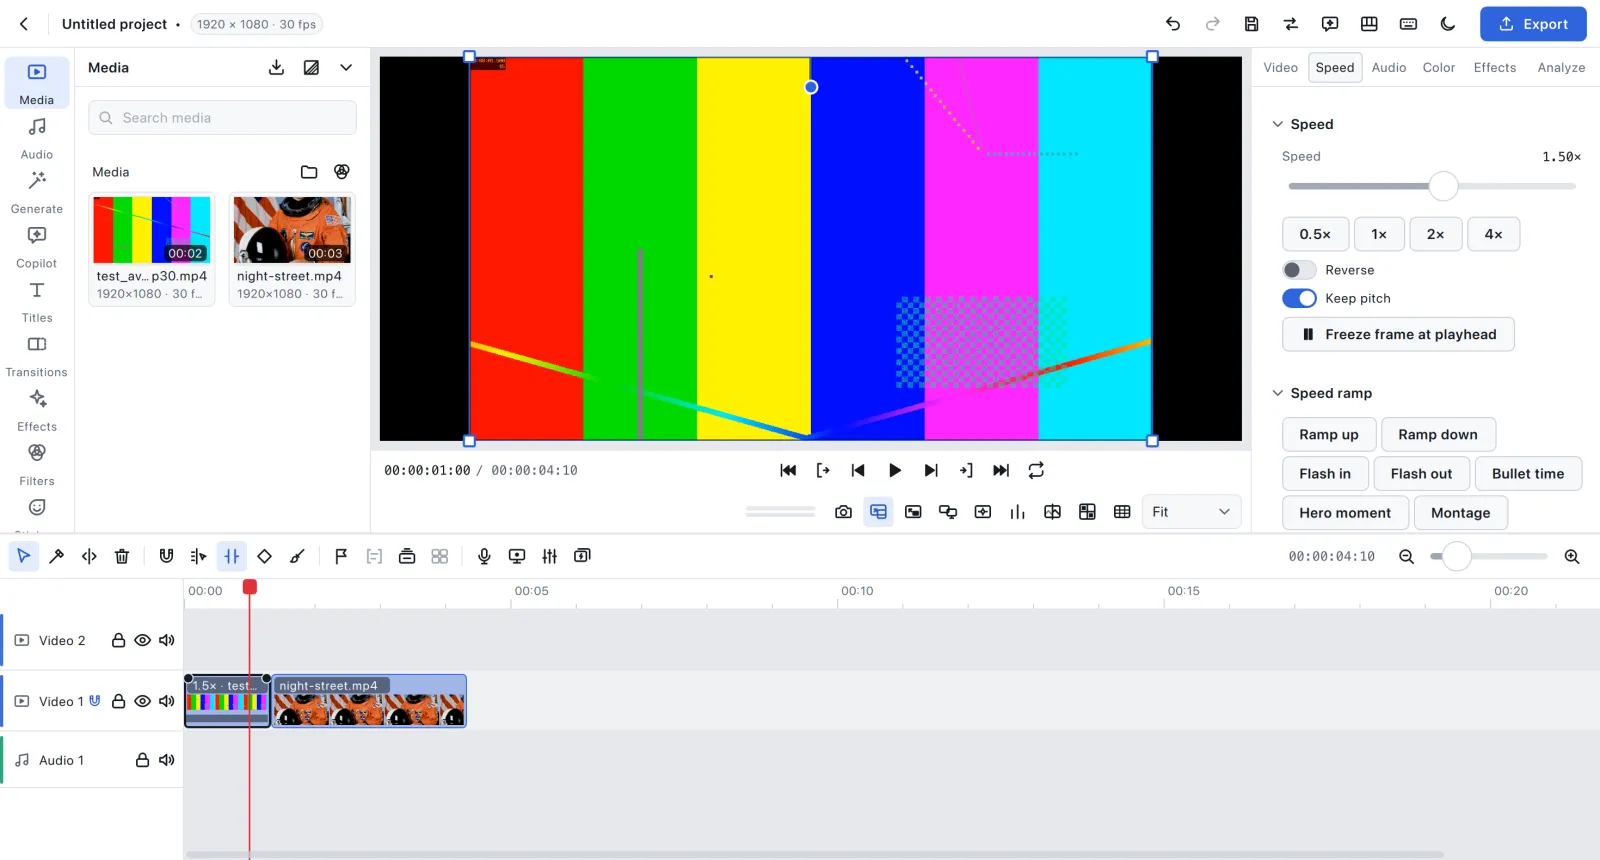 Untitled project •
1920 × 1080 · 30 fps
Export
Media
Audio
Generate
Copilot
Titles
Transitions
Effects
Filters
Media
Search media
Media
00:02
test_av…p30.mp4
1920×1080 · 30 f…
00:03
night-street.mp4
1920×1080 · 30 f…
00:00:01:00 / 00:00:04:10
Fit
Video
Speed
Audio
Color
Effects
Analyze
Speed
Speed
1.50×
0.5×
1×
2×
4×
Reverse
Keep pitch
Freeze frame at playhead
Speed ramp
Ramp up
Ramp down
Flash in
Flash out
Bullet time
Hero moment
Montage
00:00:04:10
00:00
00:05
00:10
00:15
00:20
Video 2
Video 1
1.5× · test…
night-street.mp4
Audio 1